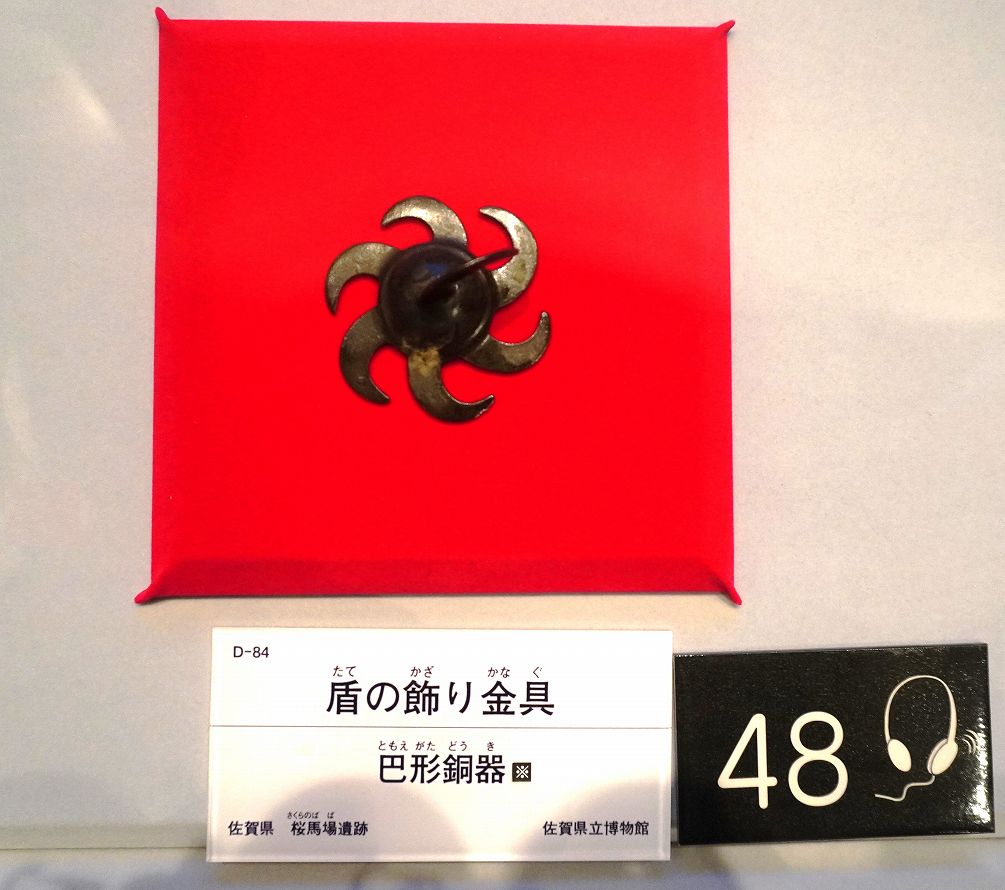 D-84
たて かざ かな ぐ
盾の飾り金具
ともえ がた どう き
巴形銅器※
さくらのばば
佐賀県 桜馬場遺跡 佐賀県立博物館
48